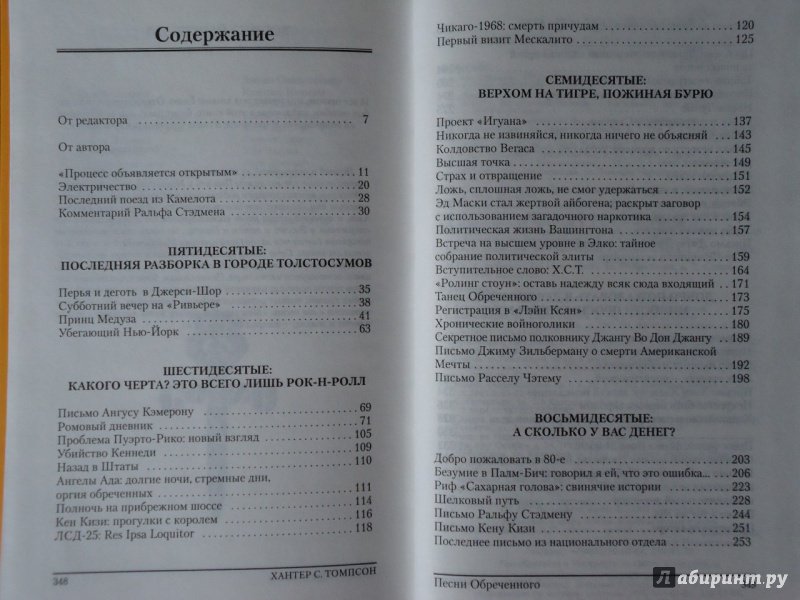 Содержание
От редактора 7
От автора
«Процесс объявляется открытым» 11
Электричество 20
Последний поезд из Камелота 28
Комментарий Ральфа Стэдмена 30
ПЯТИДЕСЯТЫЕ:
ПОСЛЕДНЯЯ РАЗБОРКА В ГОРОДЕ ТОЛСТОСУМОВ
Перья и деготь в Джерси-Шор 35
Субботний вечер на «Ривьере» 38
Принц Медуза 41
Убегающий Нью-Йорк 63
ШЕСТИДЕСЯТЫЕ:
КАКОГО ЧЕРТА? ЭТО ВСЕГО ЛИШЬ РОК-Н-РОЛЛ
Письмо Ангусу Кэмерону 69
Ромовый дневник 71
Проблема Пуэрто-Рико: новый взгляд 105
Убийство Кеннеди 109
Назад в Штаты 110
Ангелы Ада: долгие ночи, стремные дни,
оргия обреченных 111
Полночь на прибрежном шоссе 114
Кен Кизи: прогулки с королем 116
ЛСД-25: Res Ipsa Loquitor 118
348 ХАНТЕР С. ТОМПСОН
Чикаго-1968: смерть причудам 120
Первый визит Мескалито 125
СЕМИДЕСЯТЫЕ:
ВЕРХОМ НА ТИГРЕ, ПОЖИНАЯ БУРЮ
Проект «Игуана» 137
Никогда не извиняйся, никогда ничего не объясняй 143
Колдовство Вегаса 145
Высшая точка 149
Страх и отвращение 151
Ложь, сплошная ложь, не смог удержаться 152
Эд Маски стал жертвой айбогена; раскрыт заговор
с использованием загадочного наркотика 154
Политическая жизнь Вашингтона 157
Встреча на высшем уровне в Элко: тайное
собрание политической элиты 159
Вступительное слово: Х.С.Т. 164
«Ролинг стоун»: оставь надежду всяк сюда входящий 171
Танец Обреченного 173
Регистрация в «Лэйн Ксян» 175
Хронические войноголики 180
Секретное письмо полковнику Джангу Во Дон Джангу 189
Письмо Джиму Зильберману о смерти Американской
Мечты 192
Письмо Расселу Чэтему 198
ВОСЬМИДЕСЯТЫЕ:
А СКОЛЬКО У ВАС ДЕНЕГ?
Добро пожаловать в 80-е 203
Безумие в Палм-Бич: говорил я ей, что это ошибка... 206
Риф «Сахарная голова»: свинячие истории 223
Шелковый путь 228
Письмо Ральфу Стэдмену 244
Письмо Кену Кизи 251
Последнее письмо из национального отдела 253
Песни Обреченного
Лабиринт.ру